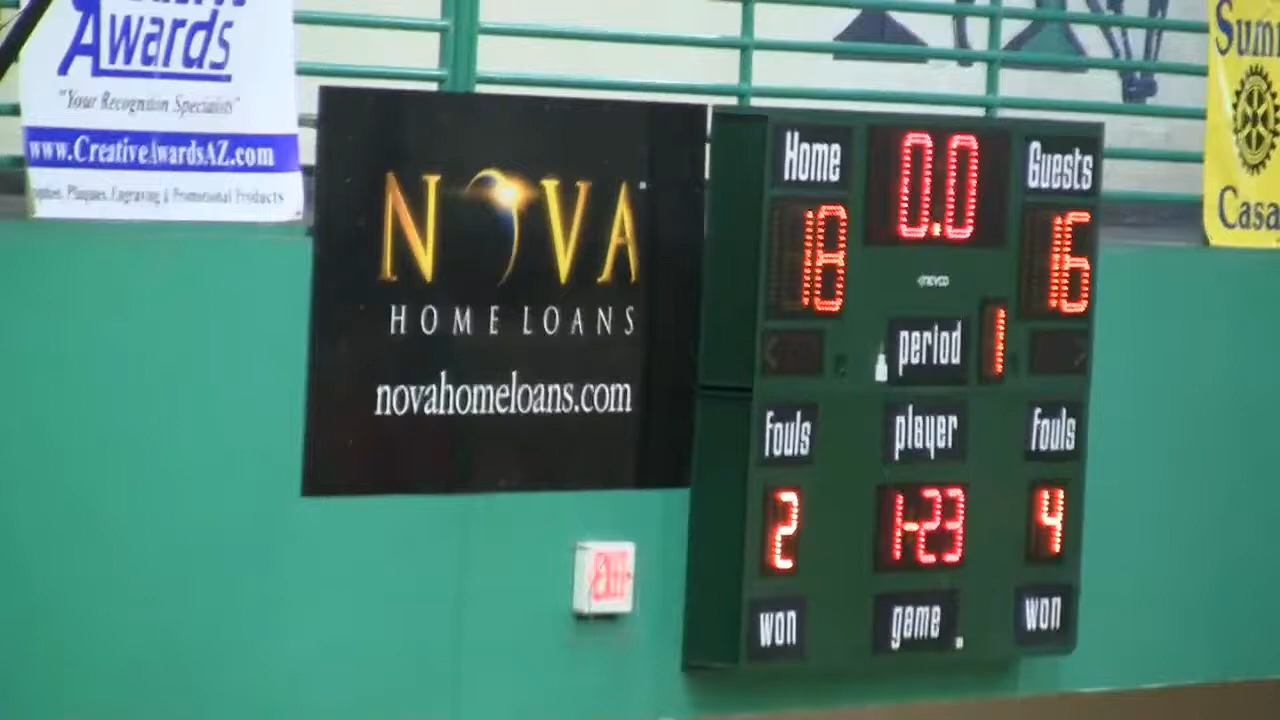 Awards
"Your Recognition Specialists"
www.CreativeAwardsAZ.com
Plaques, Engraving & Promotional Products
NOVA
HOME LOANS
novahomeloans.com
Home
0.0
Guests
18
16
nevco
period
1
fouls
player
fouls
2
1-23
4
won
game
won
Casa